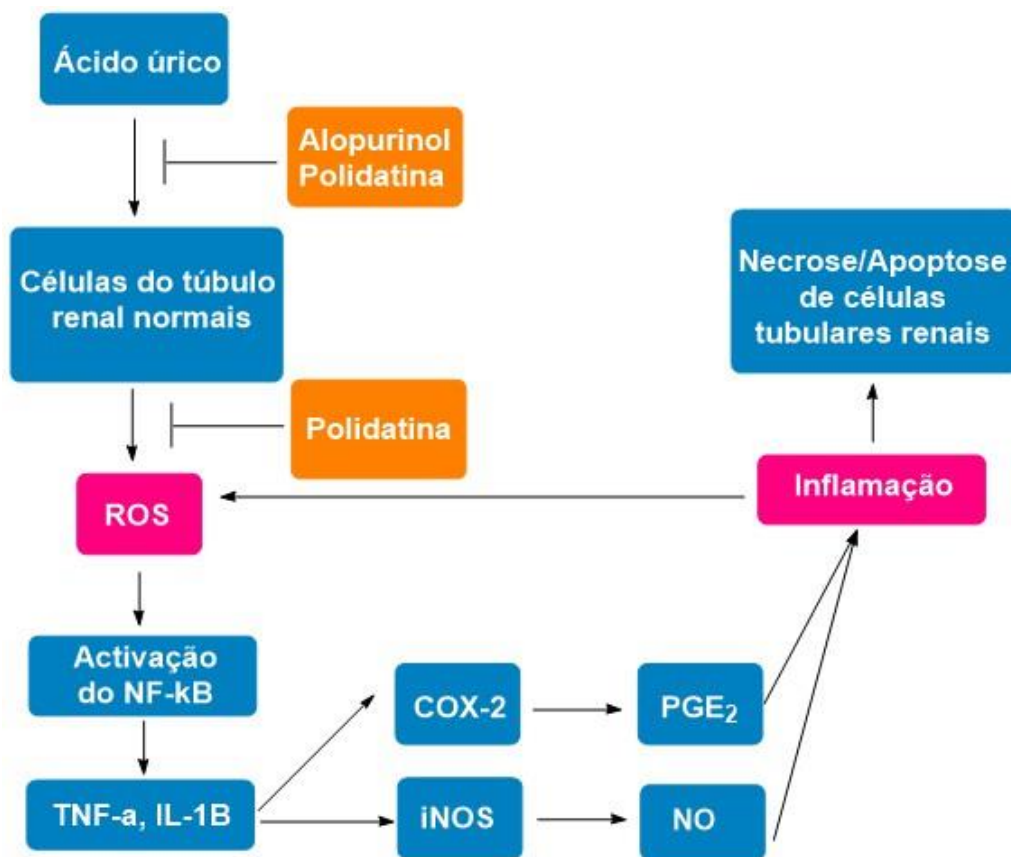 Ácido úrico
Alopurinol
Polidatina
Células do túbulo
renal normais
Necrose/Apoptose
de células
tubulares renais
Polidatina
ROS
Inflamação
Activação
do NF-kB
COX-2
PGE₂
TNF-a, IL-1B
iNOS
NO